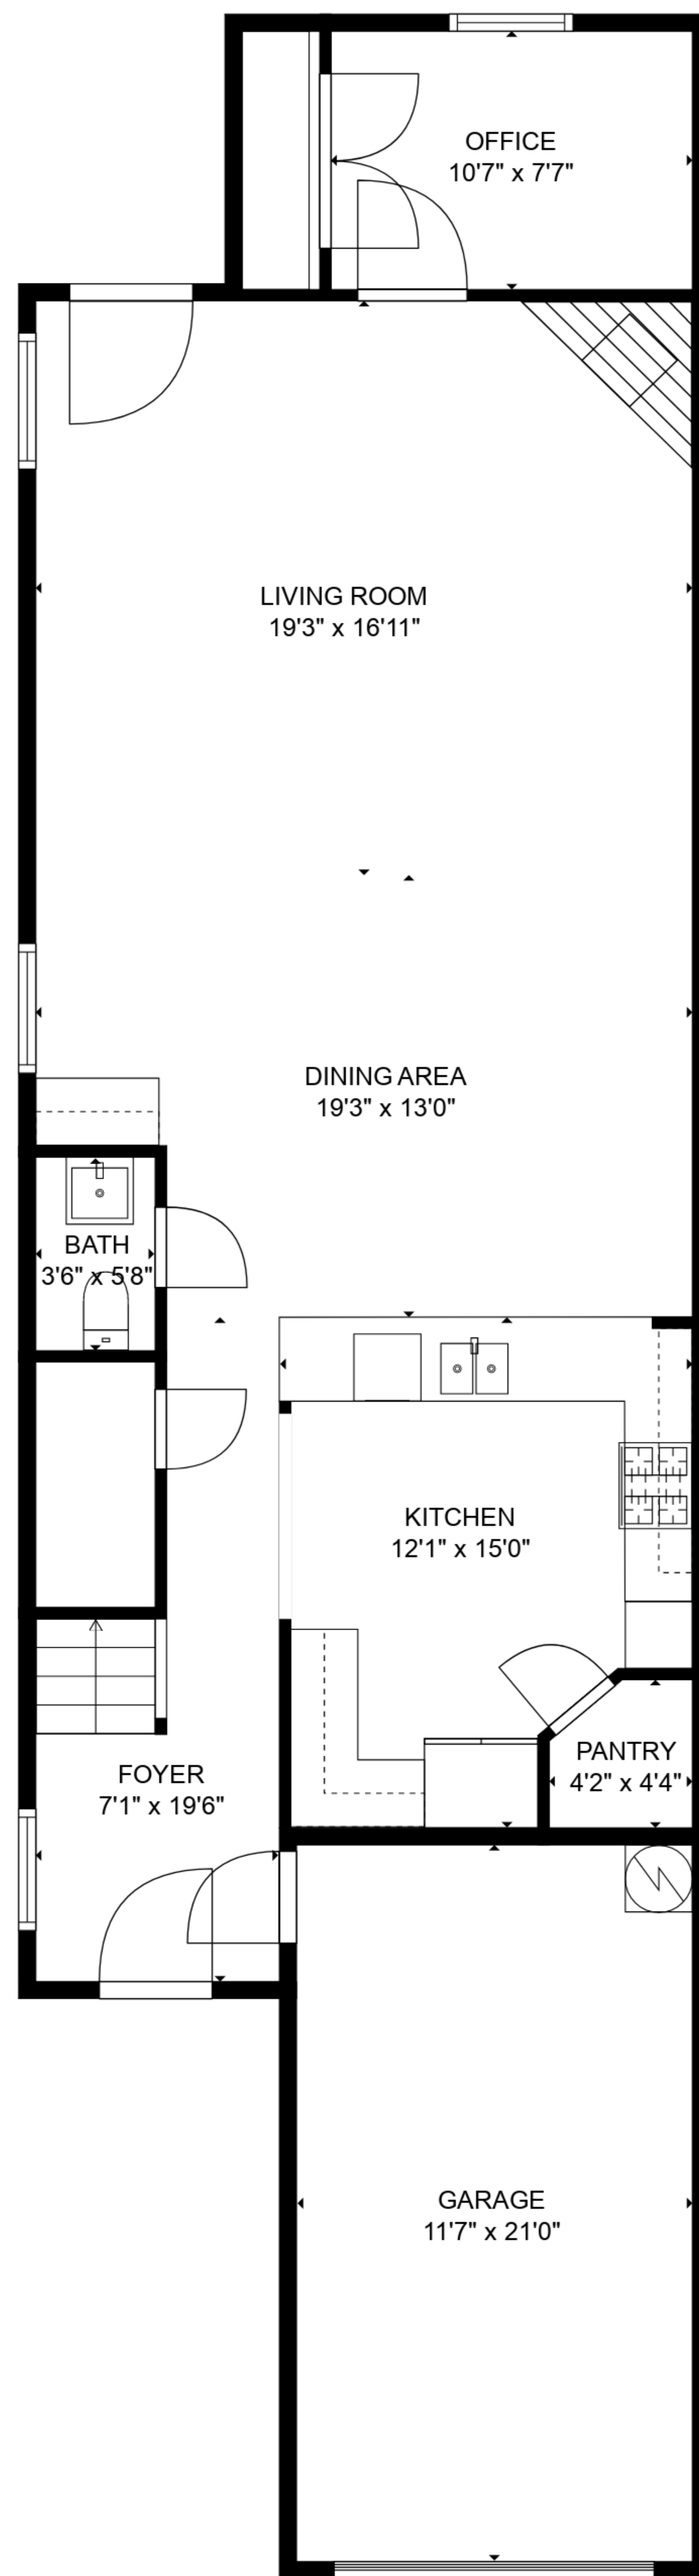 OFFICE
10'7" x 7'7"
LIVING ROOM
19'3" x 16'11"
DINING AREA
19'3" x 13'0"
BATH
3'6" x 5'8"
KITCHEN
12'1" x 15'0"
PANTRY
4'2" x 4'4"
FOYER
7'1" x 19'6"
GARAGE
11'7" x 21'0"